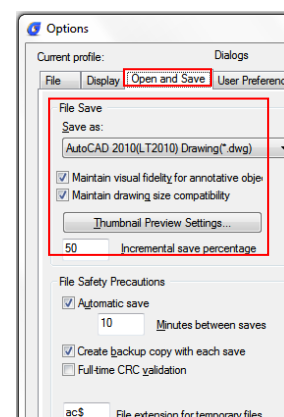 Options
Current profile: Dialogs
File Display Open and Save User Preferenc
File Save
Save as:
AutoCAD 2010(LT2010) Drawing(*.dwg)
Maintain visual fidelity for annotative obje
Maintain drawing size compatibility
Thumbnail Preview Settings...
50 Incremental save percentage
File Safety Precautions
Automatic save
10 Minutes between saves
Create backup copy with each save
Full-time CRC validation
ac$ File extension for temporary files